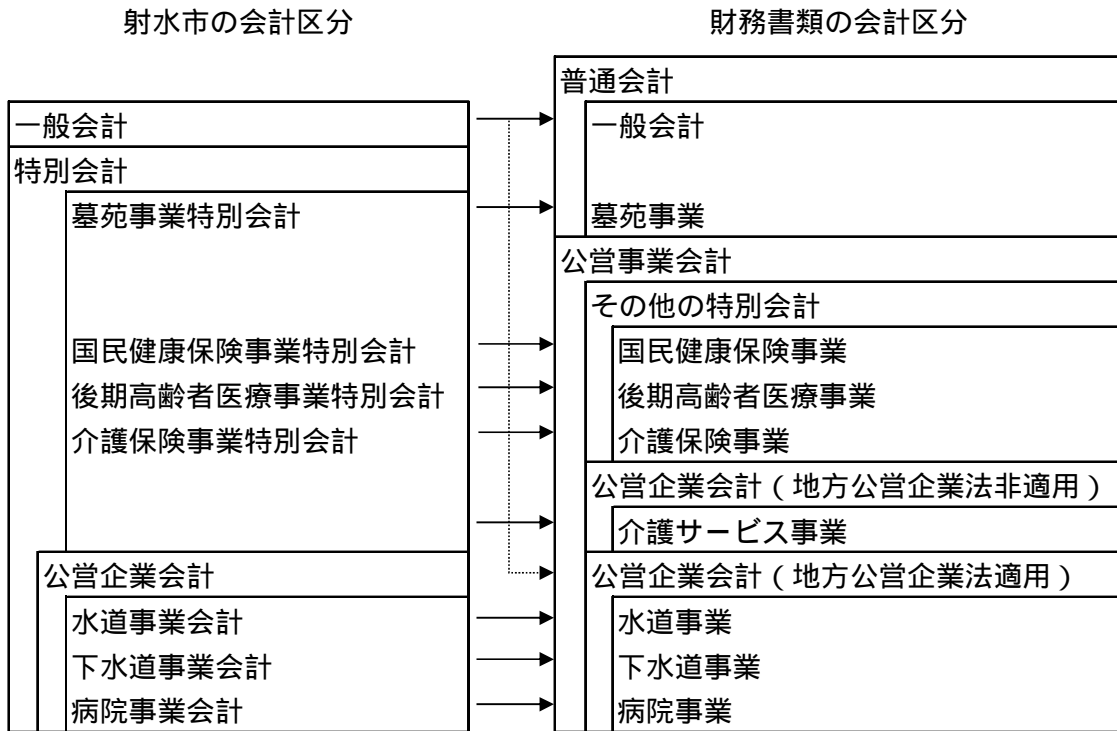 射水市の会計区分
一般会計
特別会計
墓苑事業特別会計
国民健康保険事業特別会計
後期高齢者医療事業特別会計
介護保険事業特別会計
公営企業会計
水道事業会計
下水道事業会計
病院事業会計
財務書類の会計区分
普通会計
一般会計
墓苑事業
公営事業会計
その他の特別会計
国民健康保険事業
後期高齢者医療事業
介護保険事業
公営企業会計(地方公営企業法非適用)
介護サービス事業
公営企業会計(地方公営企業法適用)
水道事業
下水道事業
病院事業